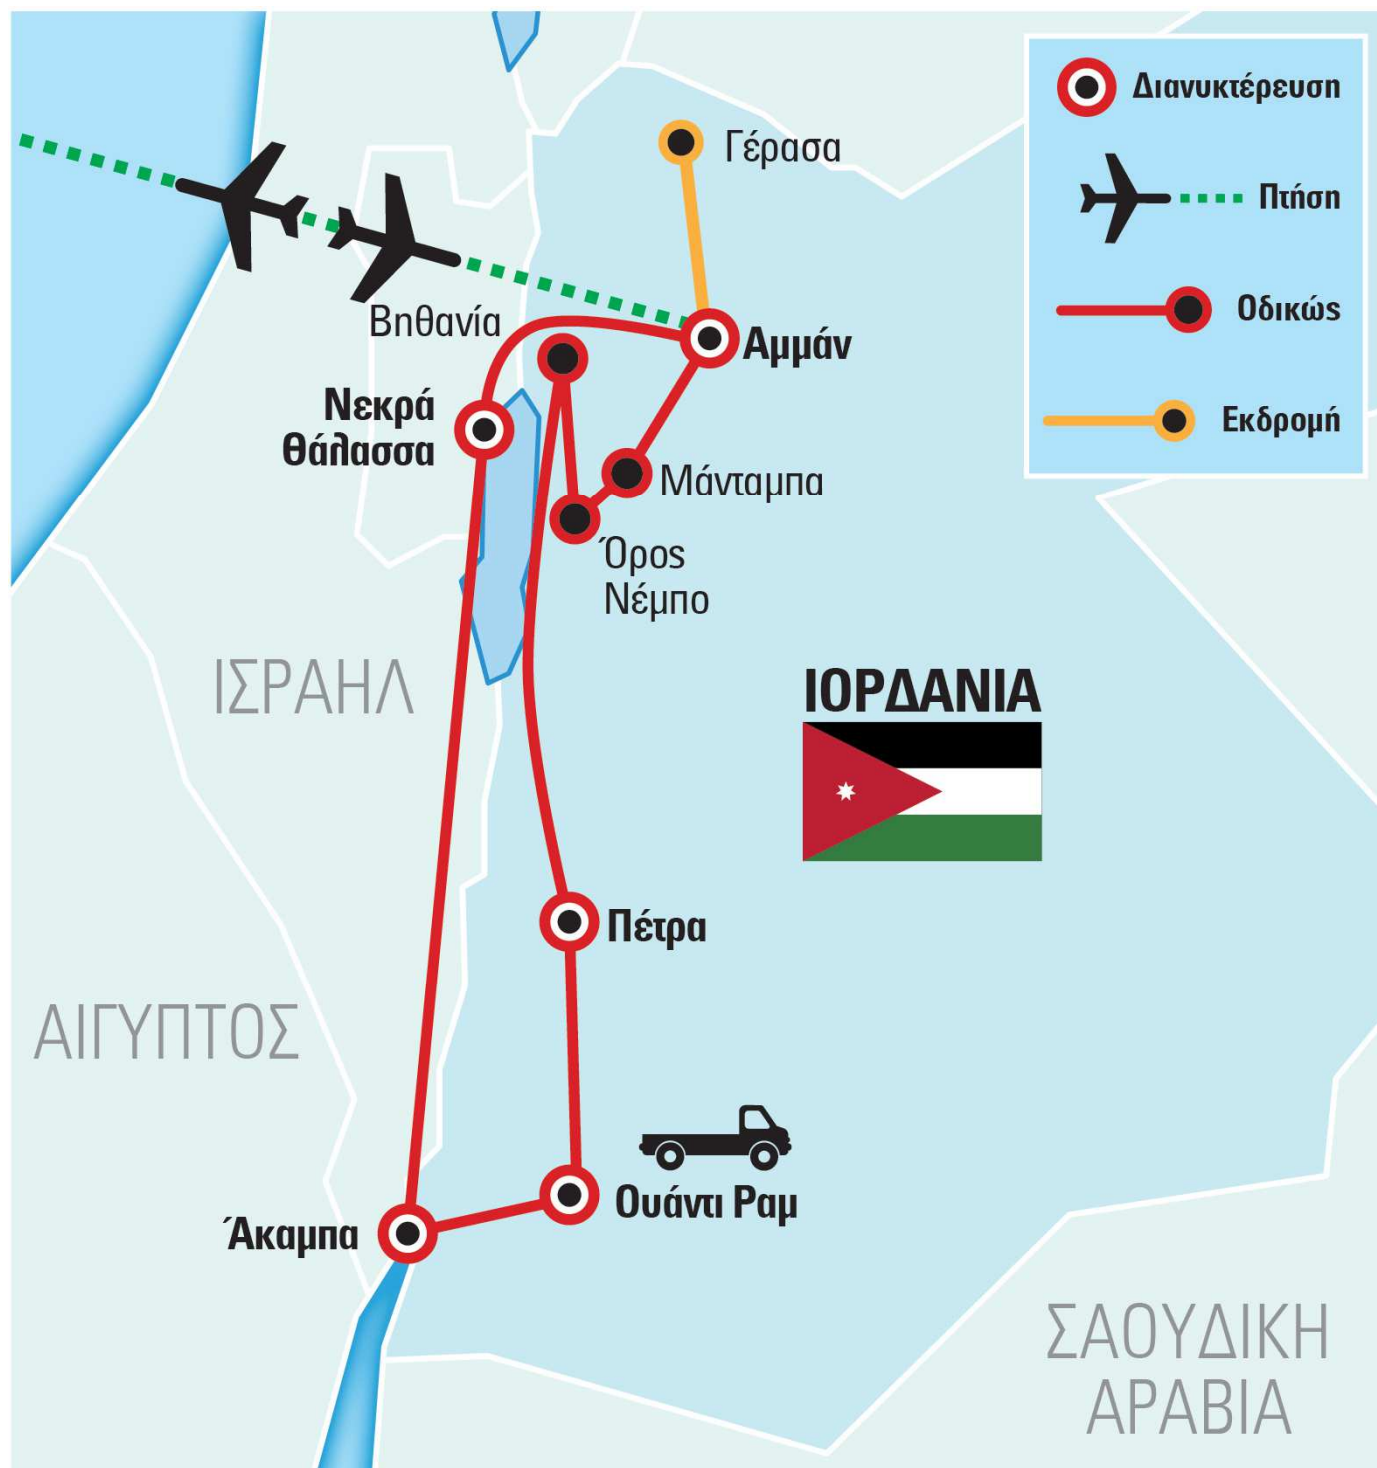 Διανυκτέρευση
Πτήση
Οδικώς
Εκδρομή
Γέρασα
Βηθανία
Αμμάν
Νεκρά
Θάλασσα
Μάνταμπα
Όρος
Νέμπο
ΙΣΡΑΗΛ
ΙΟΡΔΑΝΙΑ
Πέτρα
ΑΙΓΥΠΤΟΣ
Ουάντι Ραμ
Άκαμπα
ΣΑΟΥΔΙΚΗ
ΑΡΑΒΙΑ